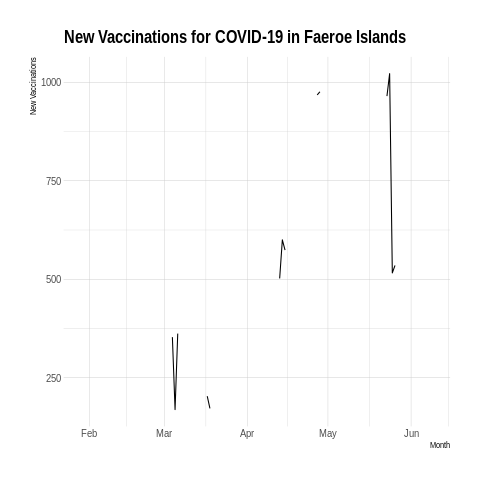 New Vaccinations for COVID-19 in Faeroe Islands
New Vaccinations
1000
750
500
250
Feb Mar Apr May Jun
Month